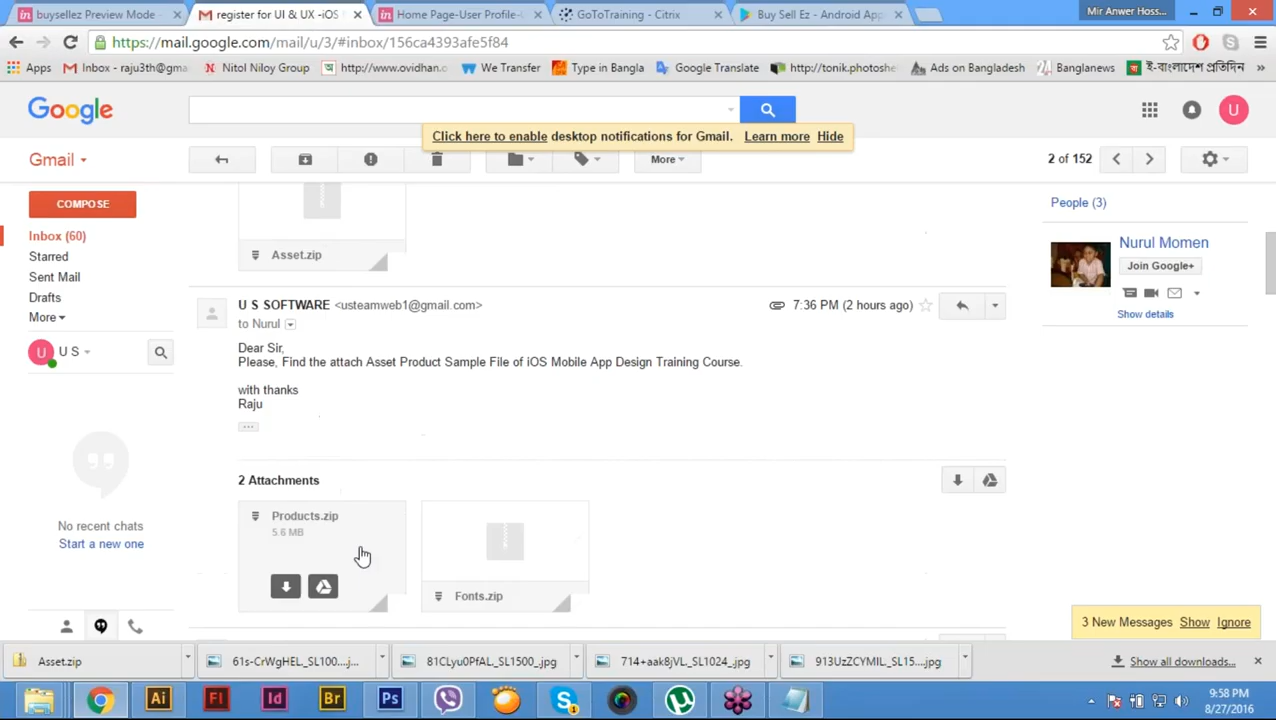 buysellez Preview Mode -
register for UI & UX -iOS
Home Page-User Profile-
GoToTraining - Citrix
Buy Sell Ez - Android App
Mir Anwer Hoss...
https://mail.google.com/mail/u/3/#inbox/156ca4393afe5f84
Apps
Inbox - raju3th@gma
Nitol Niloy Group
http://www.ovidhan.c
We Transfer
Type in Bangla
Google Translate
http://tonik.photoshe
Ads on Bangladesh
Banglanews
ই-বাংলাদেশ প্রতিদিন
Google
U
Click here to enable desktop notifications for Gmail. Learn more Hide
Gmail
More
2 of 152
COMPOSE
Inbox (60)
Starred
Sent Mail
Drafts
More
U
U S
No recent chats
Start a new one
Asset.zip
U S SOFTWARE <usteamweb1@gmail.com>
7:36 PM (2 hours ago)
to Nurul
Dear Sir,
Please, Find the attach Asset Product Sample File of iOS Mobile App Design Training Course.
with thanks
Raju
...
2 Attachments
Products.zip
5.6 MB
Fonts.zip
People (3)
Nurul Momen
Join Google+
Show details
3 New Messages Show Ignore
Asset.zip
61s-CrWgHEL_SL100....j...
81CLyu0PfAL_SL1500_.jpg
714+aak8jVL_SL1024_.jpg
913UzZCYMIL_SL15....jpg
Show all downloads...
Ai
Fl
Id
Br
Ps
9:58 PM
8/27/2016